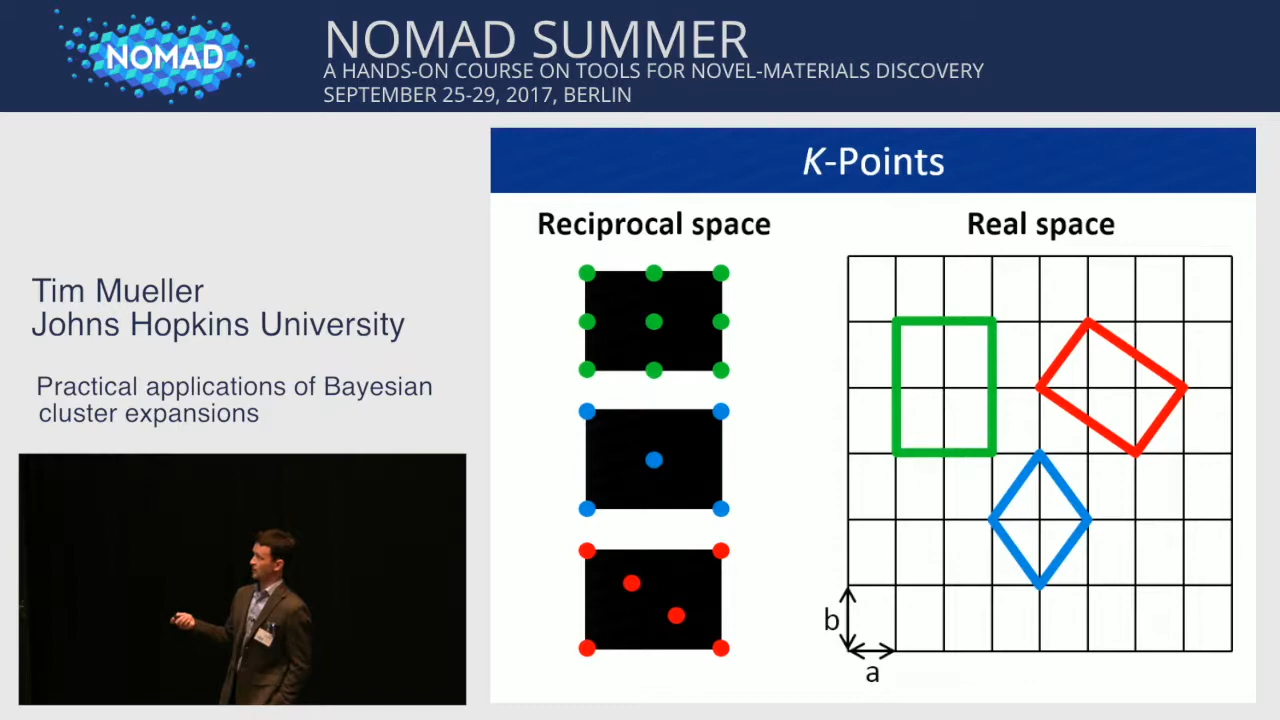 NOMAD
NOMAD SUMMER
A HANDS-ON COURSE ON TOOLS FOR NOVEL-MATERIALS DISCOVERY
SEPTEMBER 25-29, 2017, BERLIN
Tim Mueller
Johns Hopkins University
Practical applications of Bayesian
cluster expansions
K-Points
Reciprocal space
Real space
b
a